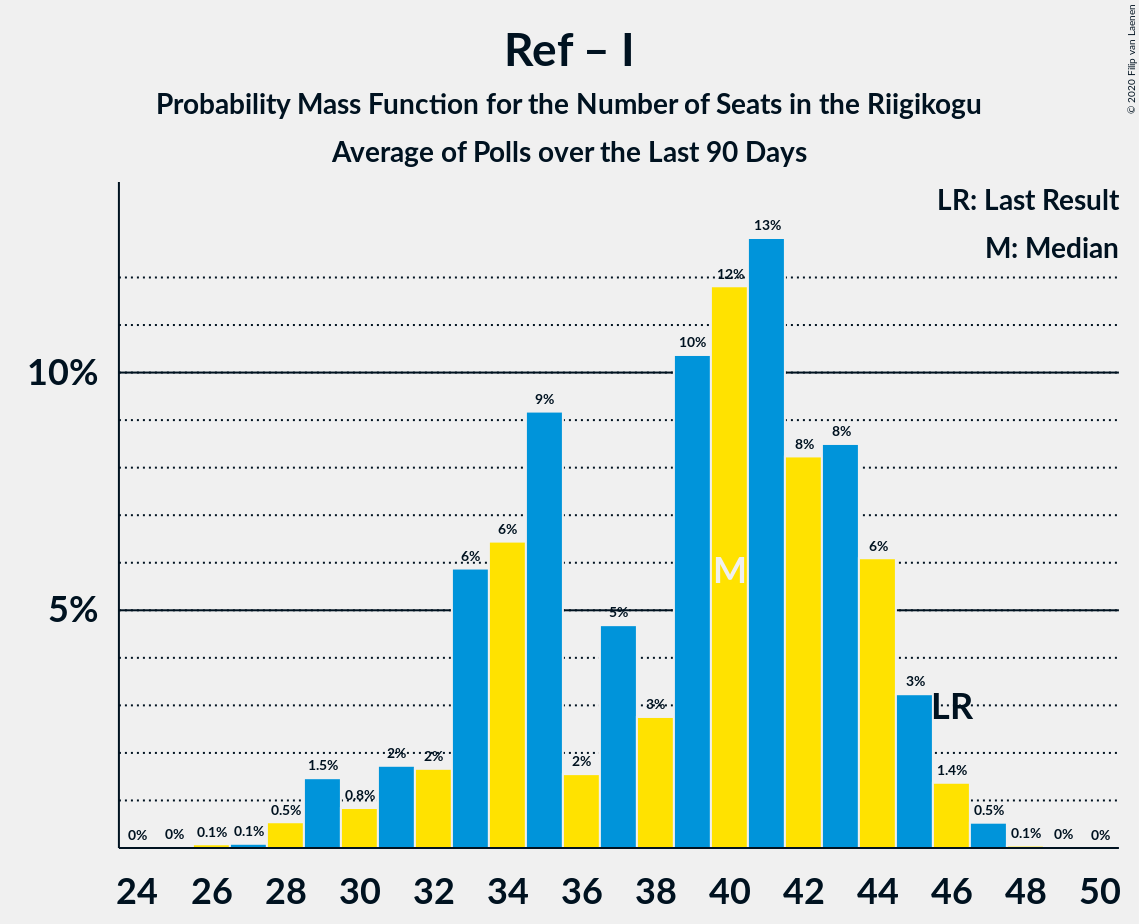 Ref – I
Probability Mass Function for the Number of Seats in the Riigikogu
Average of Polls over the Last 90 Days
© 2020 Filip van Laenen
LR: Last Result
M: Median
10%
5%
0% 0% 0.1% 0.1% 0.5% 1.5% 0.8% 2% 2% 6% 6% 9% 2% 5% 3% 10% 12% 13% 8% 8% 6% 3% 1.4% 0.5% 0.1% 0% 0%
M
LR
24 26 28 30 32 34 36 38 40 42 44 46 48 50